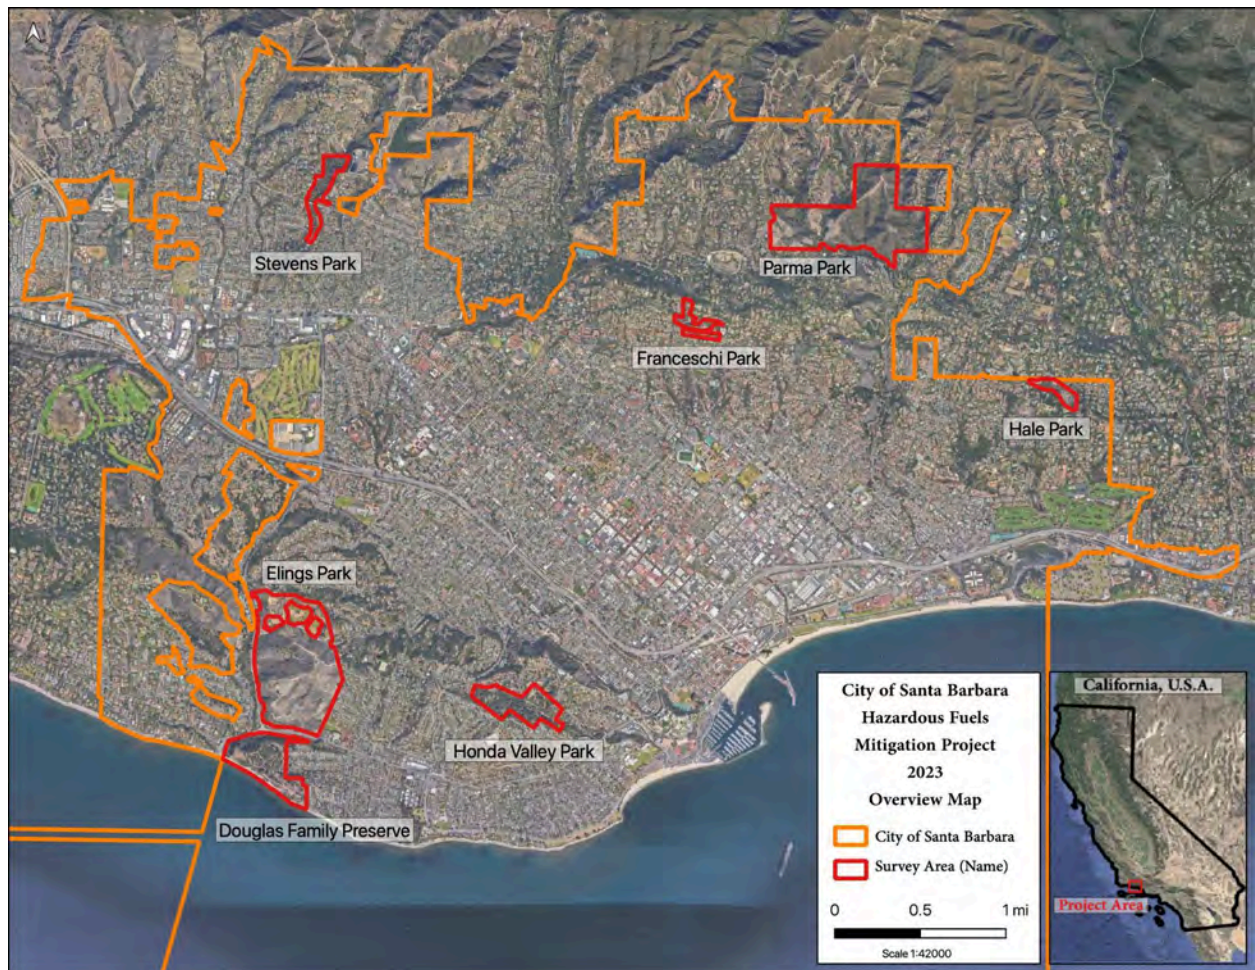 Stevens Park
Parma Park
Franceschi Park
Hale Park
Elings Park
Honda Valley Park
Douglas Family Preserve
City of Santa Barbara
Hazardous Fuels
Mitigation Project
2023
Overview Map
City of Santa Barbara
Survey Area (Name)
0 0.5 1 mi
Scale 1:42000
California, U.S.A.
Project Area